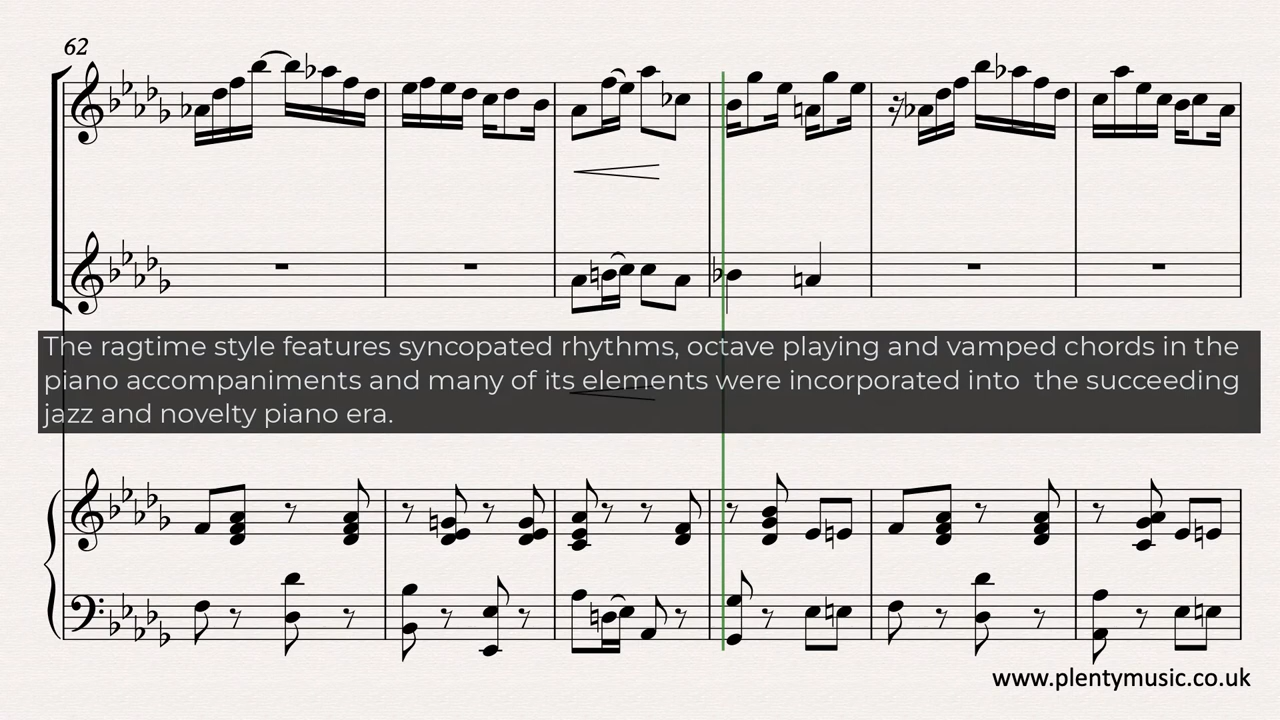 62
The ragtime style features syncopated rhythms, octave playing and vamped chords in the
piano accompaniments and many of its elements were incorporated into  the succeeding
jazz and novelty piano era.
www.plentymusic.co.uk